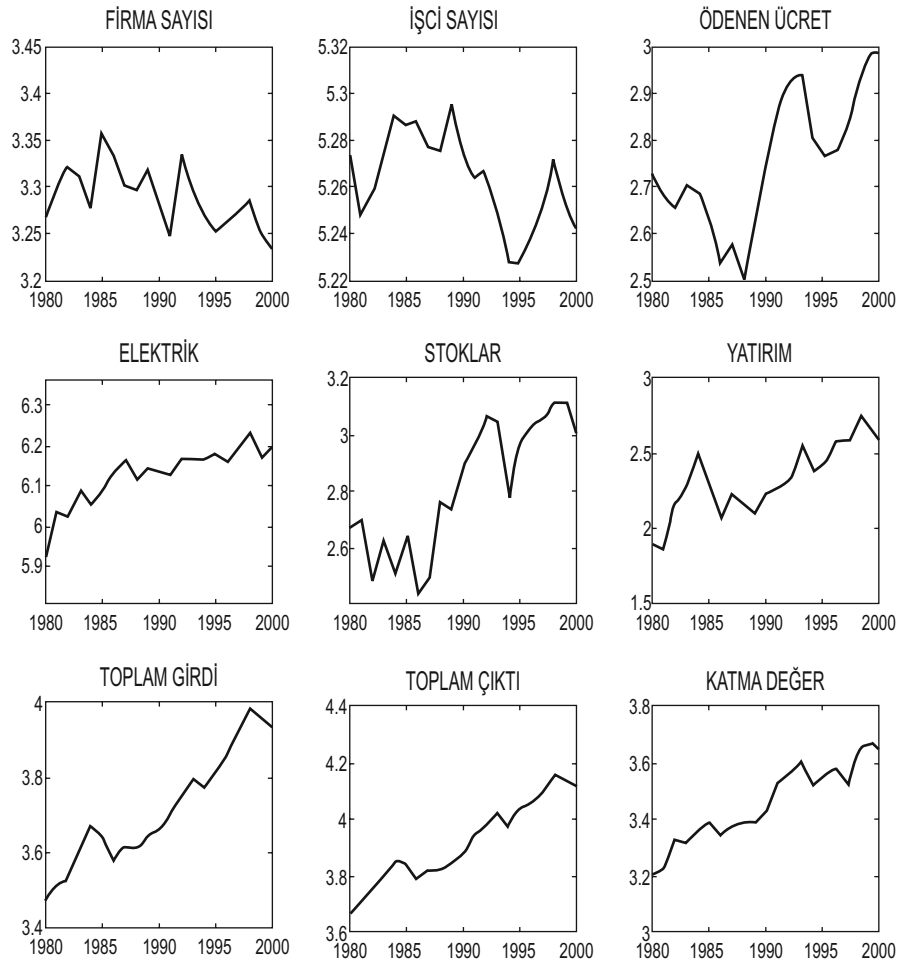 FİRMA SAYISI
3.45
3.4
3.35
3.3
3.25
3.2
1980 1985 1990 1995 2000
İŞCİ SAYISI
5.32
5.3
5.28
5.26
5.24
5.22
1980 1985 1990 1995 2000
ÖDENEN ÜCRET
3
2.9
2.8
2.7
2.6
2.5
1980 1985 1990 1995 2000
ELEKTRİK
6.3
6.2
6.1
6
5.9
1980 1985 1990 1995 2000
STOKLAR
3.2
3
2.8
2.6
1980 1985 1990 1995 2000
YATIRIM
3
2.5
2
1.5
1980 1985 1990 1995 2000
TOPLAM GİRDİ
4
3.8
3.6
3.4
1980 1985 1990 1995 2000
TOPLAM ÇIKTI
4.4
4.2
4
3.8
3.6
1980 1985 1990 1995 2000
KATMA DEĞER
3.8
3.6
3.4
3.2
3
1980 1985 1990 1995 2000